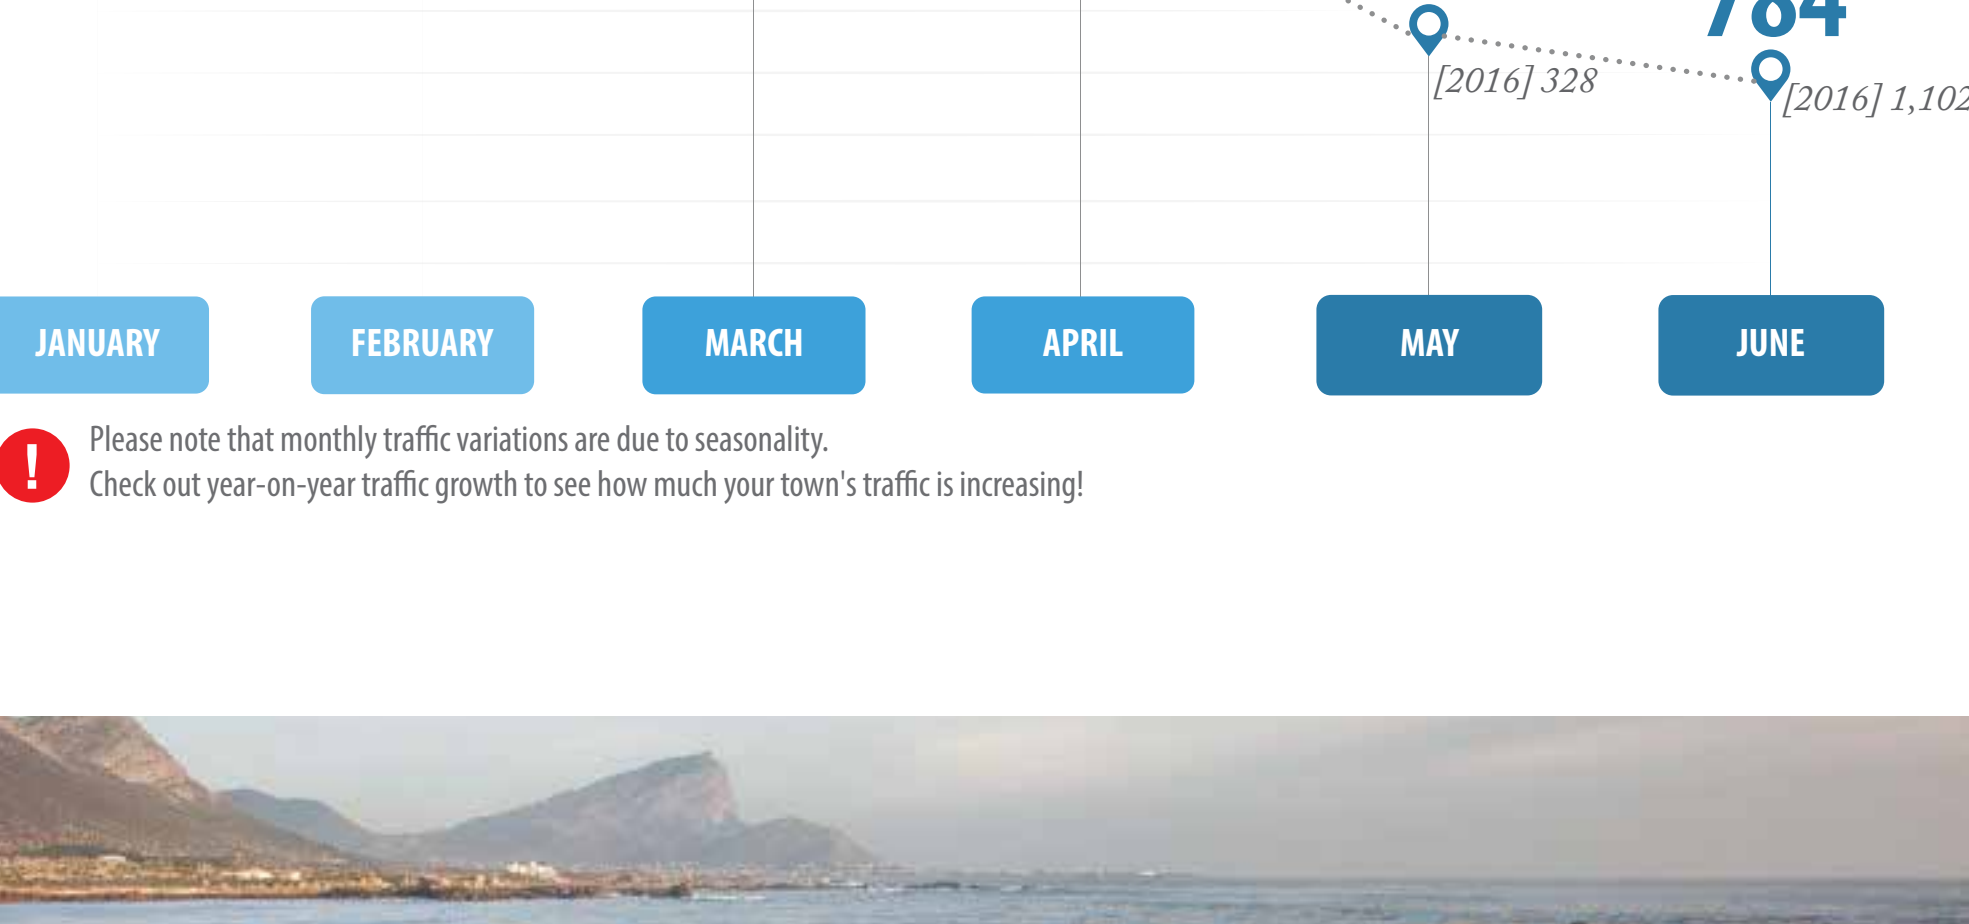 784
[2016] 328
[2016] 1,102
JANUARY FEBRUARY MARCH APRIL MAY JUNE
! Please note that monthly traffic variations are due to seasonality.
Check out year-on-year traffic growth to see how much your town's traffic is increasing!